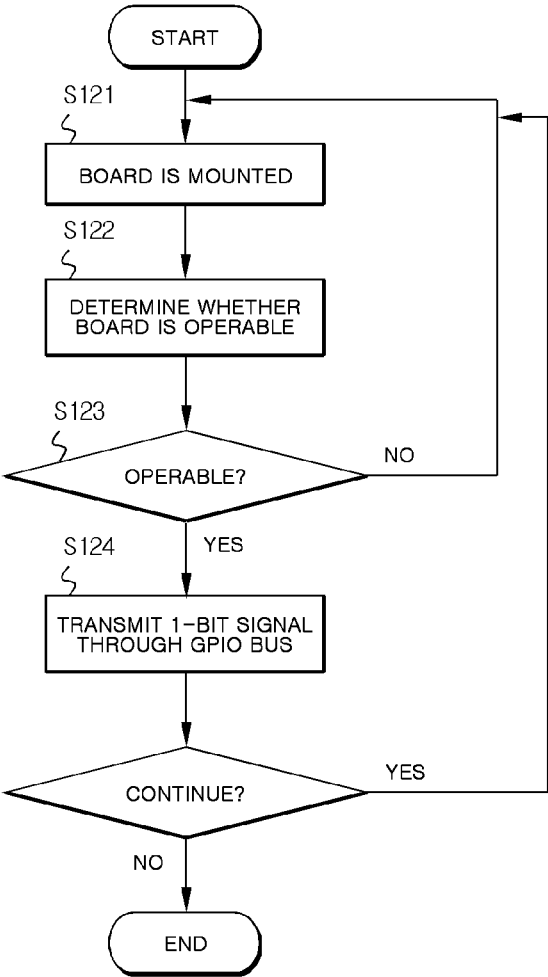 START
S121
BOARD IS MOUNTED
S122
DETERMINE WHETHER
BOARD IS OPERABLE
S123
OPERABLE?
NO
YES
S124
TRANSMIT 1-BIT SIGNAL
THROUGH GPIO BUS
CONTINUE?
YES
NO
END